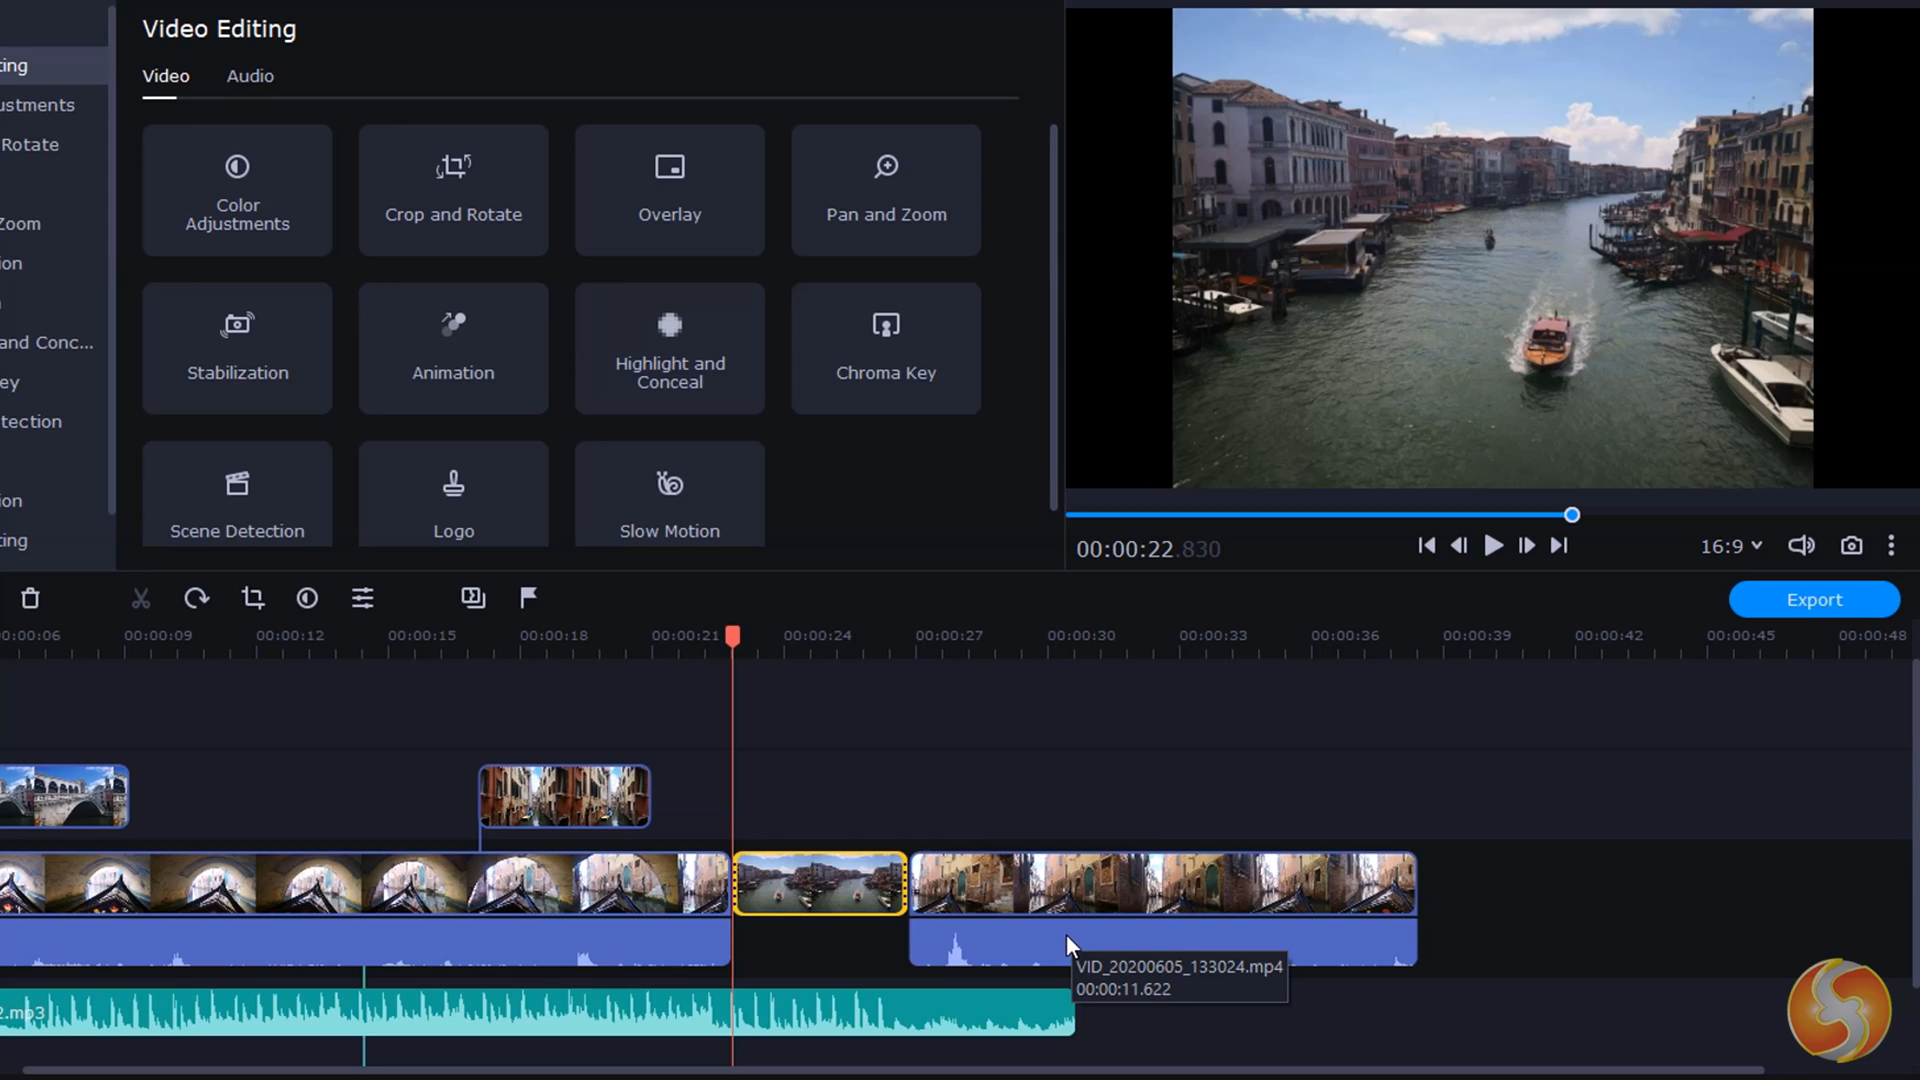 Video Editing
Video Audio
ting
ustments
Rotate
Zoom
ion
and Conc...
ey
tection
ion
ting
Color
Adjustments
Crop and Rotate
Overlay
Pan and Zoom
Stabilization
Animation
Highlight and
Conceal
Chroma Key
Scene Detection
Logo
Slow Motion
00:00:22.830
16:9
Export
0:00:06 00:00:09 00:00:12 00:00:15 00:00:18 00:00:21 00:00:24 00:00:27 00:00:30 00:00:33 00:00:36 00:00:39 00:00:42 00:00:45 00:00:48
VID_20200605_133024.mp4
00:00:11.622
2.mp3